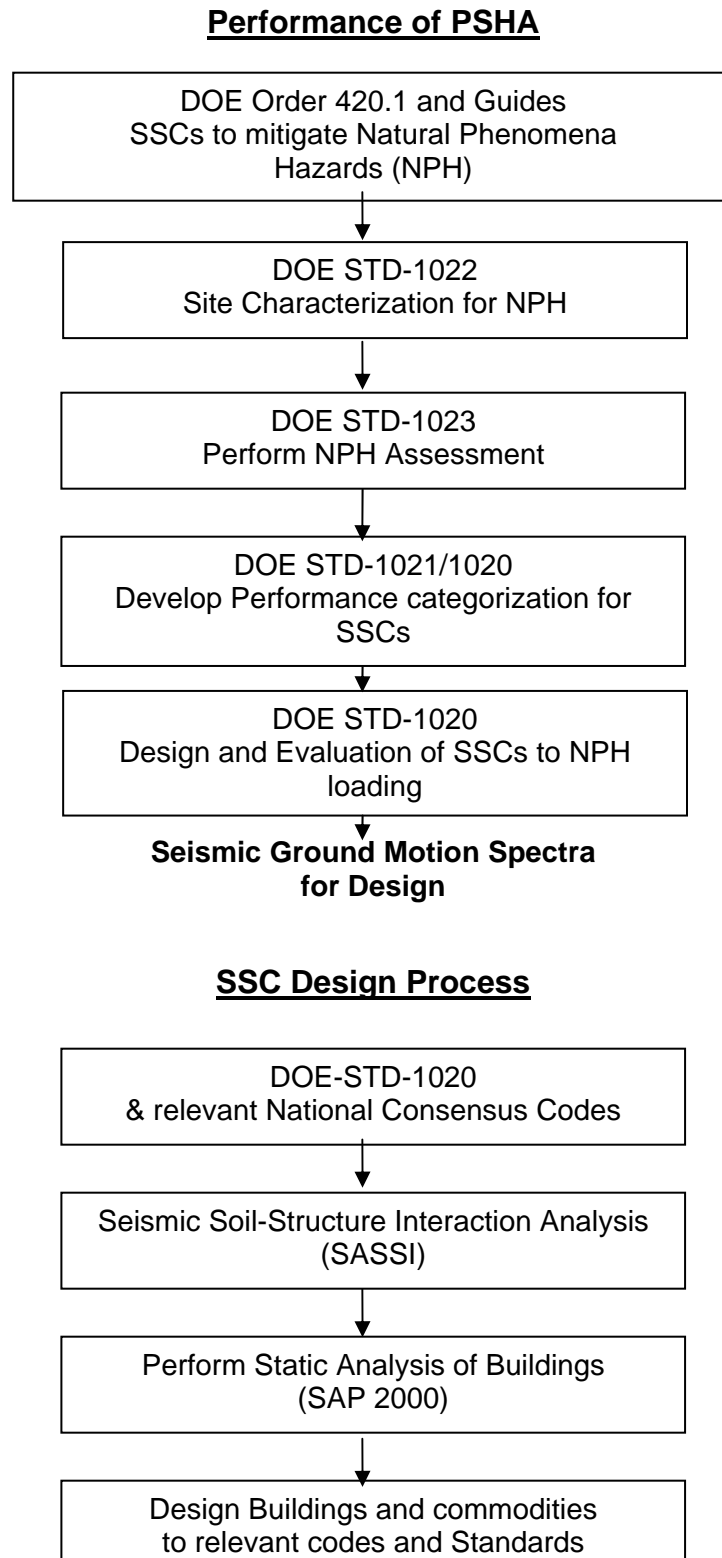 Performance of PSHA
DOE Order 420.1 and Guides
SSCs to mitigate Natural Phenomena
Hazards (NPH)
DOE STD-1022
Site Characterization for NPH
DOE STD-1023
Perform NPH Assessment
DOE STD-1021/1020
Develop Performance categorization for
SSCs
DOE STD-1020
Design and Evaluation of SSCs to NPH
loading
Seismic Ground Motion Spectra
for Design
SSC Design Process
DOE-STD-1020
& relevant National Consensus Codes
Seismic Soil-Structure Interaction Analysis
(SASSI)
Perform Static Analysis of Buildings
(SAP 2000)
Design Buildings and commodities
to relevant codes and Standards